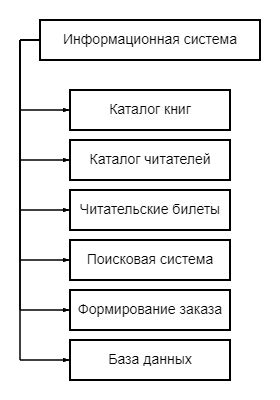 Информационная система
Каталог книг
Каталог читателей
Читательские билеты
Поисковая система
Формирование заказа
База данных